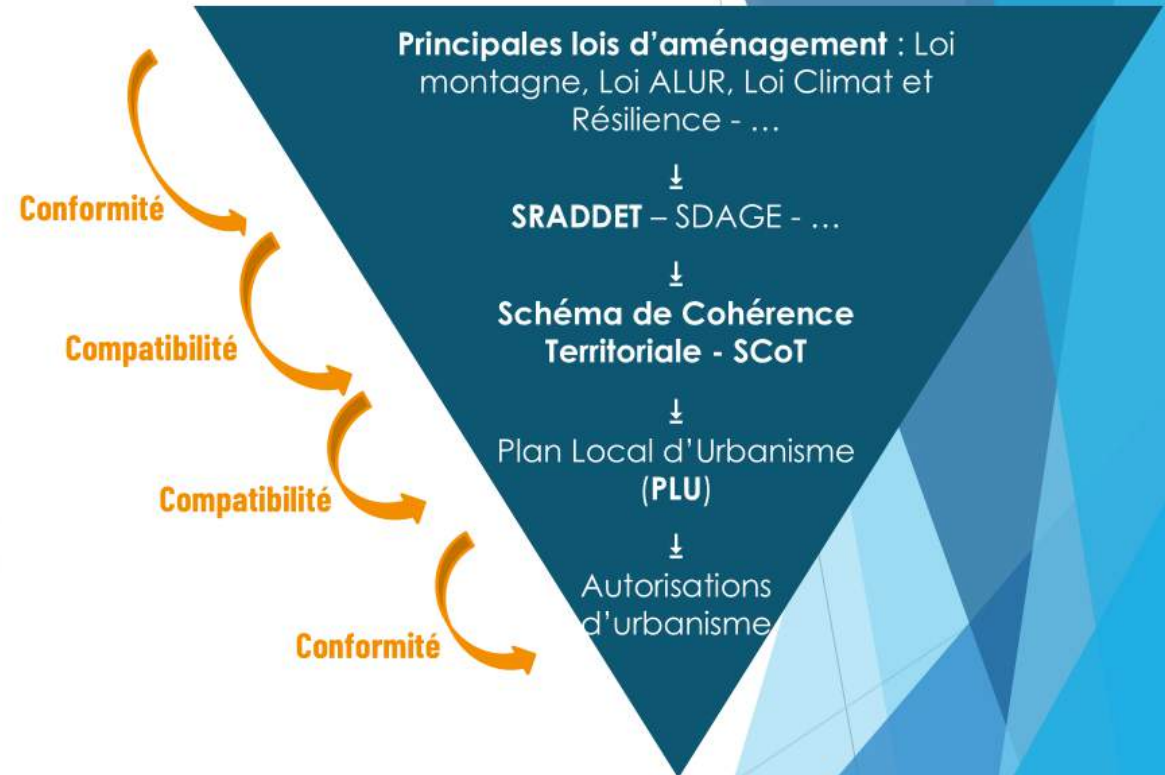 Principales lois d'aménagement : Loi
montagne, Loi ALUR, Loi Climat et
Résilience - ...
↓
Conformité
SRADDET – SDAGE - ...
↓
Schéma de Cohérence
Territoriale - SCoT
Compatibilité
↓
Plan Local d'Urbanisme
(PLU)
Compatibilité
↓
Autorisations
d'urbanisme
Conformité